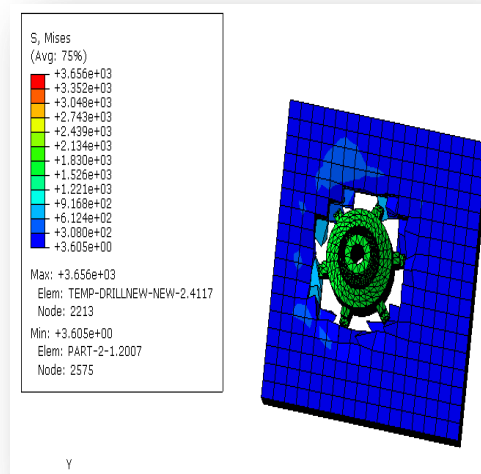 S, Mises
(Avg: 75%)
+3.656e+03
+3.352e+03
+3.048e+03
+2.743e+03
+2.439e+03
+2.134e+03
+1.830e+03
+1.526e+03
+1.221e+03
+9.168e+02
+6.124e+02
+3.080e+02
+3.605e+00
Max: +3.656e+03
Elem: TEMP-DRILLNEW-NEW-2.4117
Node: 2213
Min: +3.605e+00
Elem: PART-2-1.2007
Node: 2575
Y